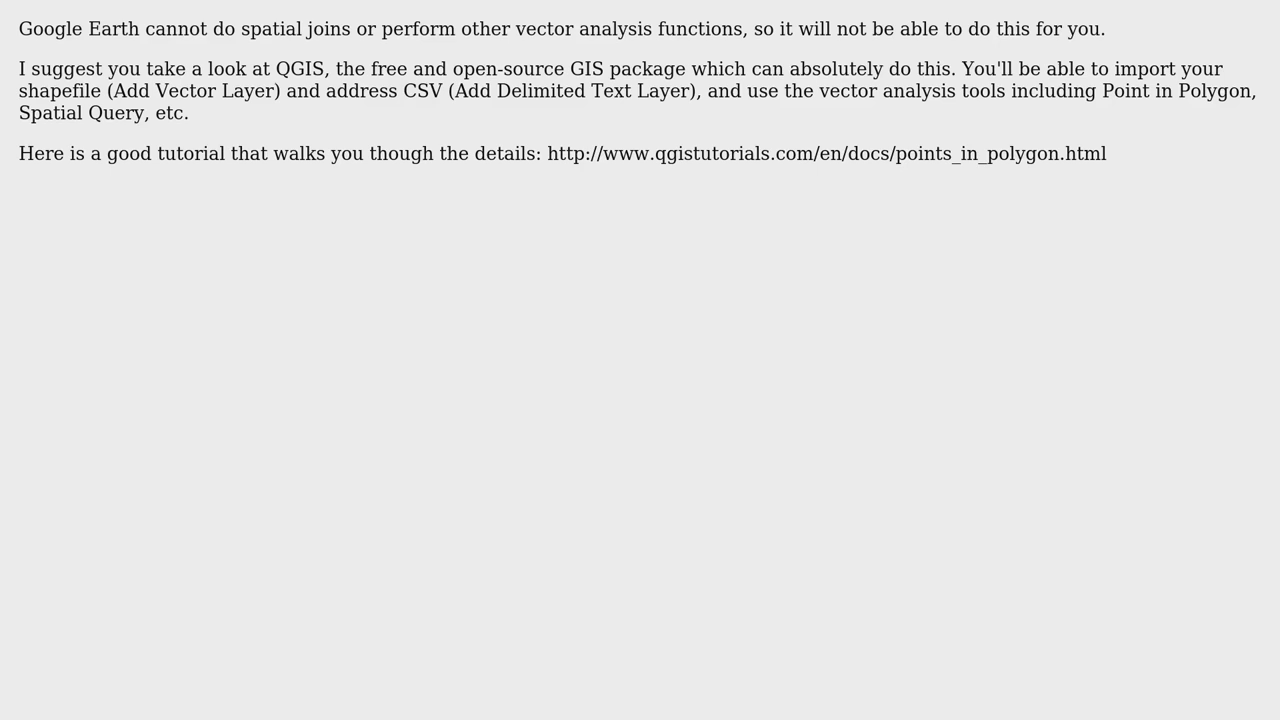 Google Earth cannot do spatial joins or perform other vector analysis functions, so it will not be able to do this for you.
I suggest you take a look at QGIS, the free and open-source GIS package which can absolutely do this. You'll be able to import your
shapefile (Add Vector Layer) and address CSV (Add Delimited Text Layer), and use the vector analysis tools including Point in Polygon,
Spatial Query, etc.
Here is a good tutorial that walks you though the details: http://www.qgistutorials.com/en/docs/points_in_polygon.html